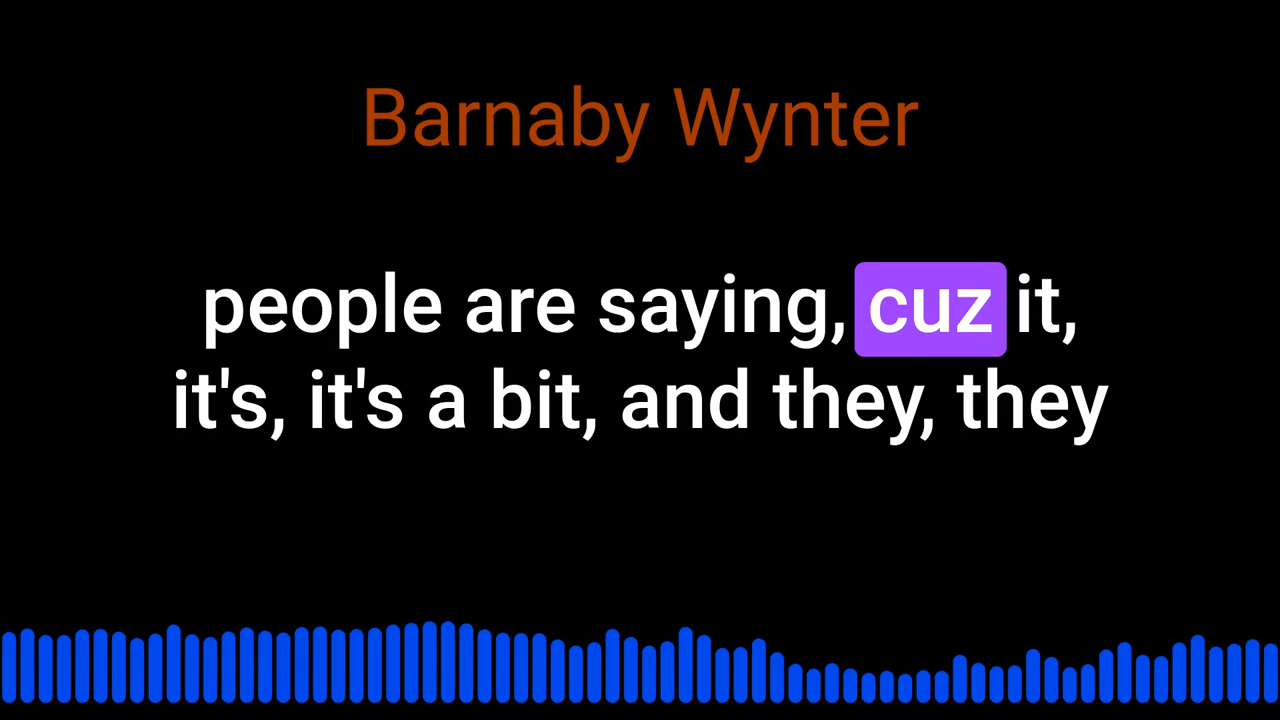 Barnaby Wynter
people are saying, cuz it,
it's, it's a bit, and they, they